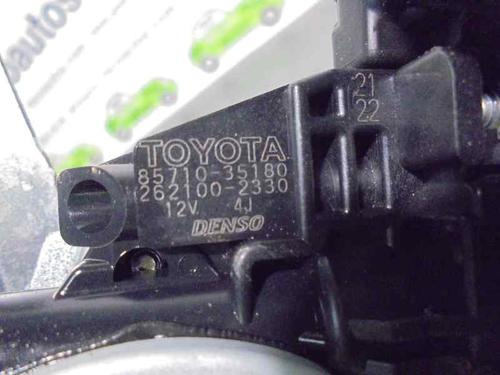 TOYOTA
85710-35180
262100-2330
12V 4J
DENSO
21
22